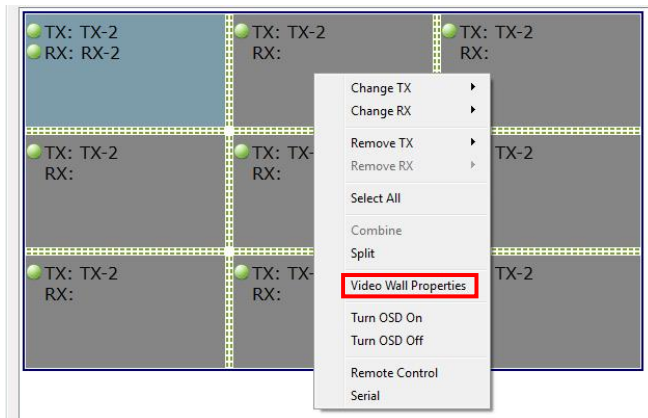 TX: TX-2
RX: RX-2
TX: TX-2
RX:
TX: TX-2
RX:
TX: TX-2
RX:
TX: TX-
RX:
TX-2
TX: TX-2
RX:
TX: TX-
RX:
TX-2
Change TX
Change RX
Remove TX
Remove RX
Select All
Combine
Split
Video Wall Properties
Turn OSD On
Turn OSD Off
Remote Control
Serial